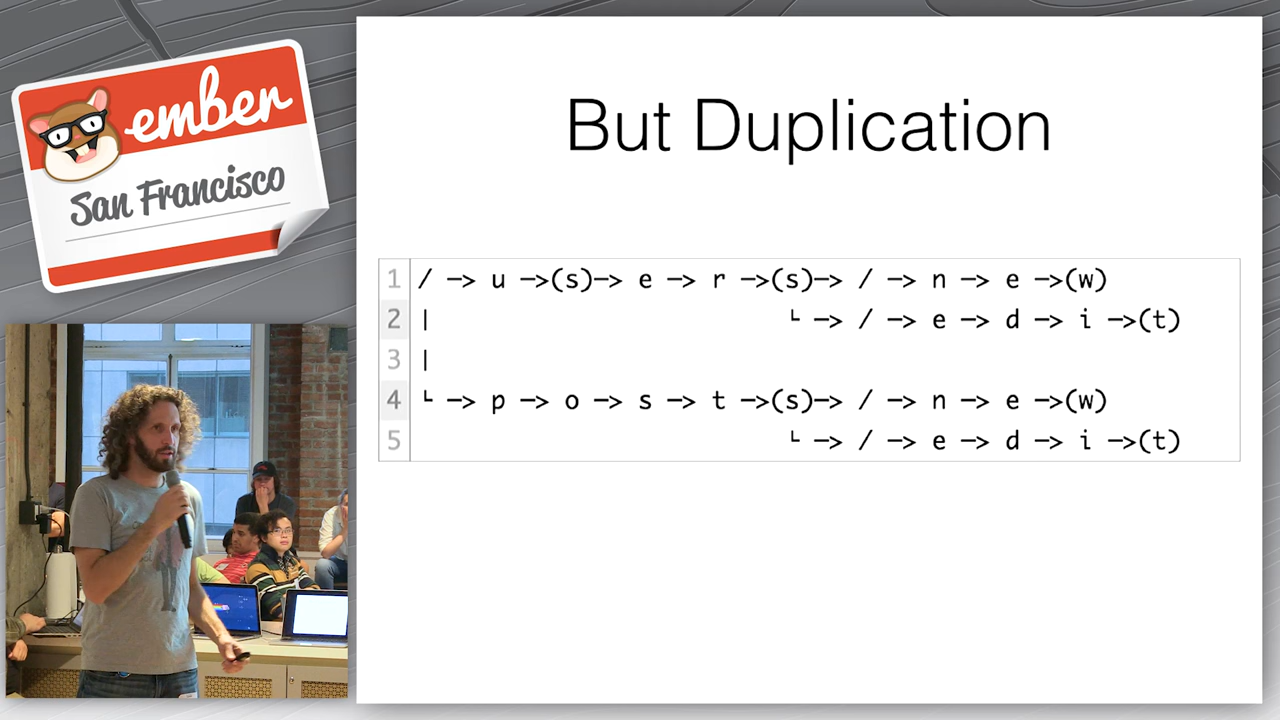 ember
San Francisco
But Duplication
1 / —> u —>(s)—> e —> r —>(s)—> / —> n —> e —>(w)
2 | └ —> / —> e —> d —> i —>(t)
3 |
4 └ —> p —> o —> s —> t —>(s)—> / —> n —> e —>(w)
5 └ —> / —> e —> d —> i —>(t)